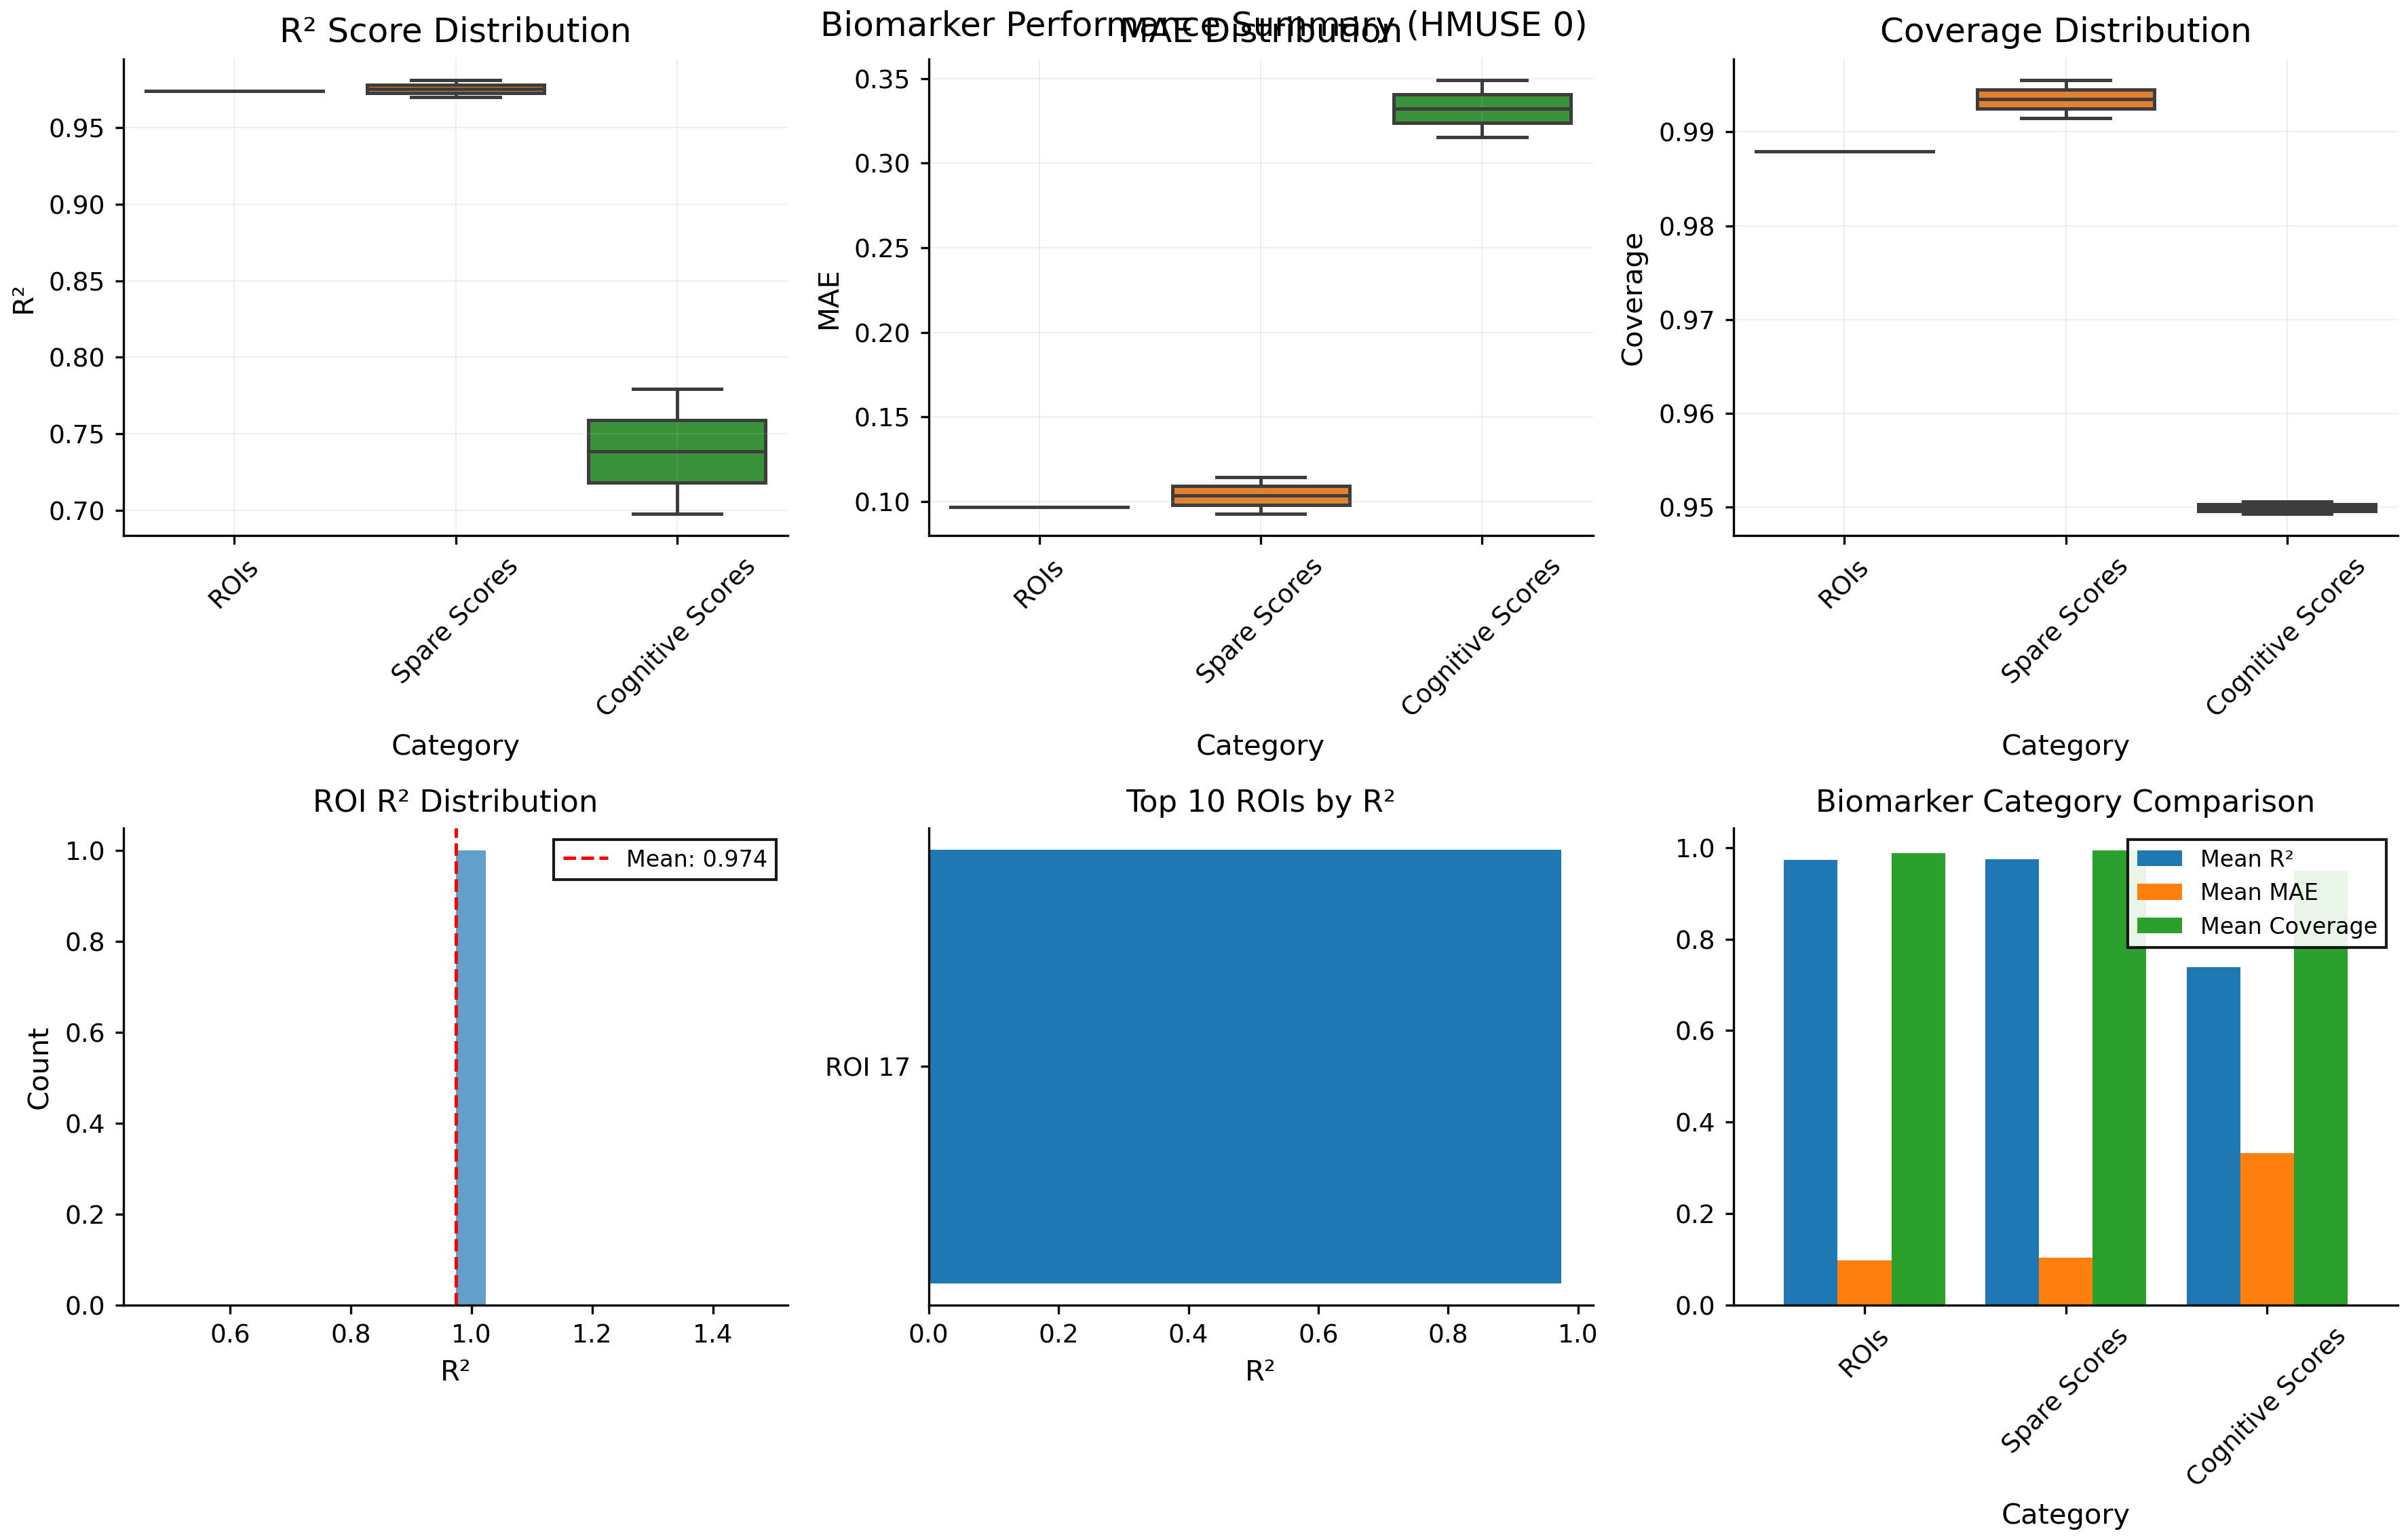 Biomarker Performance Summary (HMUSE 0)
R² Score Distribution
MAE Distribution
Coverage Distribution
R²
0.95
0.90
0.85
0.80
0.75
0.70
ROIs
Spare Scores
Cognitive Scores
Category
MAE
0.35
0.30
0.25
0.20
0.15
0.10
ROIs
Spare Scores
Cognitive Scores
Category
Coverage
0.99
0.98
0.97
0.96
0.95
ROIs
Spare Scores
Cognitive Scores
Category
ROI R² Distribution
Mean: 0.974
Count
1.0
0.8
0.6
0.4
0.2
0.0
0.6
0.8
1.0
1.2
1.4
R²
Top 10 ROIs by R²
ROI 17
0.0
0.2
0.4
0.6
0.8
1.0
R²
Biomarker Category Comparison
Mean R²
Mean MAE
Mean Coverage
1.0
0.8
0.6
0.4
0.2
0.0
ROIs
Spare Scores
Cognitive Scores
Category